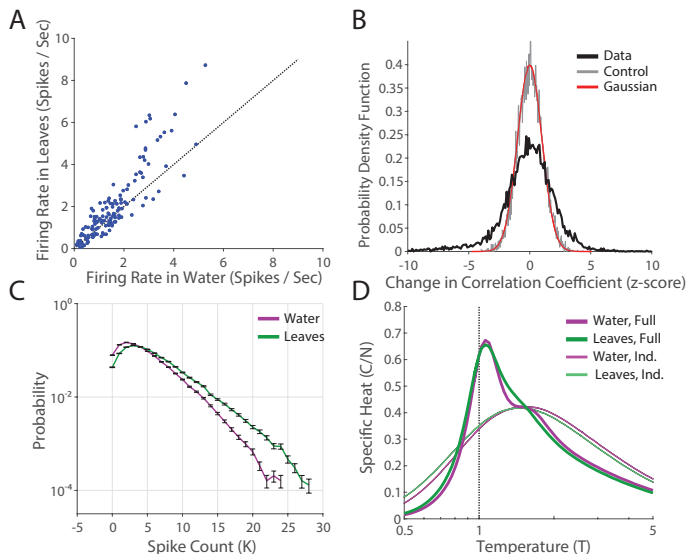 A
Firing Rate in Leaves (Spikes / Sec)
10
8
6
4
2
0
0
2
4
6
8
10
Firing Rate in Water (Spikes / Sec)
B
Probability Density Function
0.4
0.35
0.3
0.25
0.2
0.15
0.1
0.05
0
-10
-5
0
5
10
Change in Correlation Coefficient (z-score)
Data
Control
Gaussian
C
Probability
10^0
10^-2
10^-4
0
5
10
15
20
25
30
Spike Count (K)
Water
Leaves
D
Specific Heat (C/N)
0.8
0.7
0.6
0.5
0.4
0.3
0.2
0.1
0
0.5
1
5
Temperature (T)
Water, Full
Leaves, Full
Water, Ind.
Leaves, Ind.